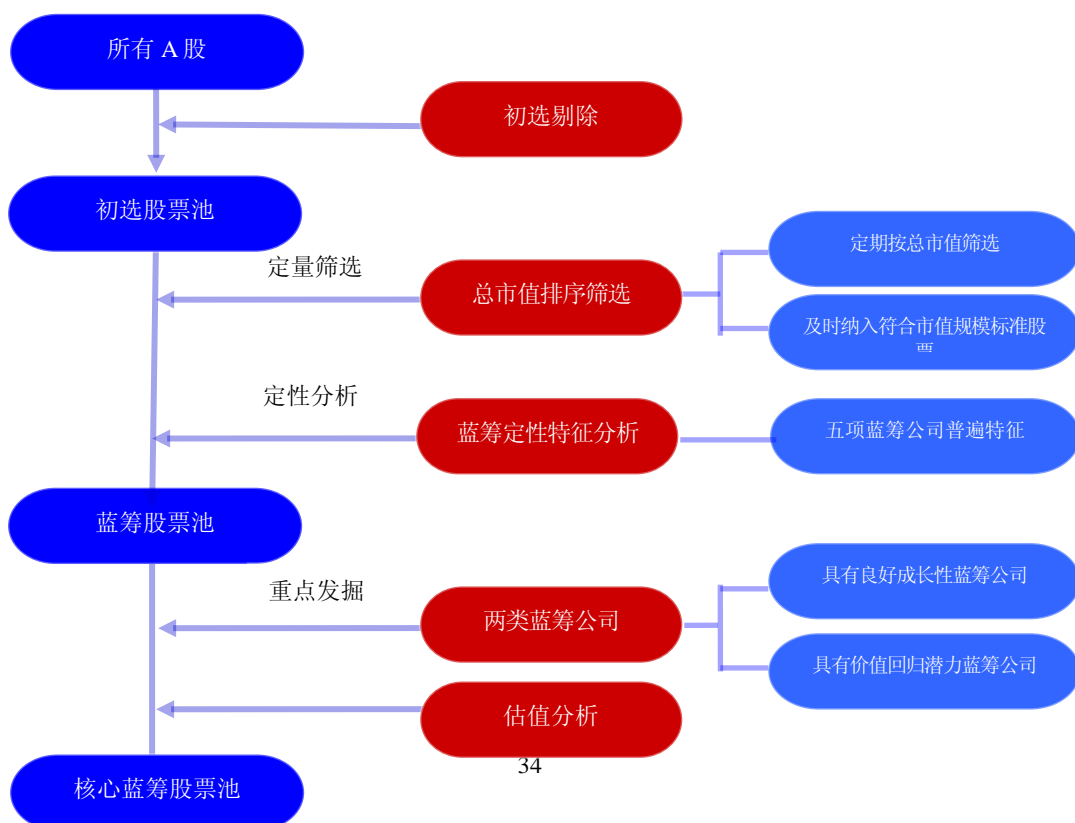 所有 A 股
初选剔除
初选股票池
定量筛选
定期按总市值筛选
总市值排序筛选
及时纳入符合市值规模标准股
票
定性分析
蓝筹定性特征分析
五项蓝筹公司普遍特征
蓝筹股票池
重点发掘
具有良好成长性蓝筹公司
两类蓝筹公司
具有价值回归潜力蓝筹公司
估值分析
34
核心蓝筹股票池